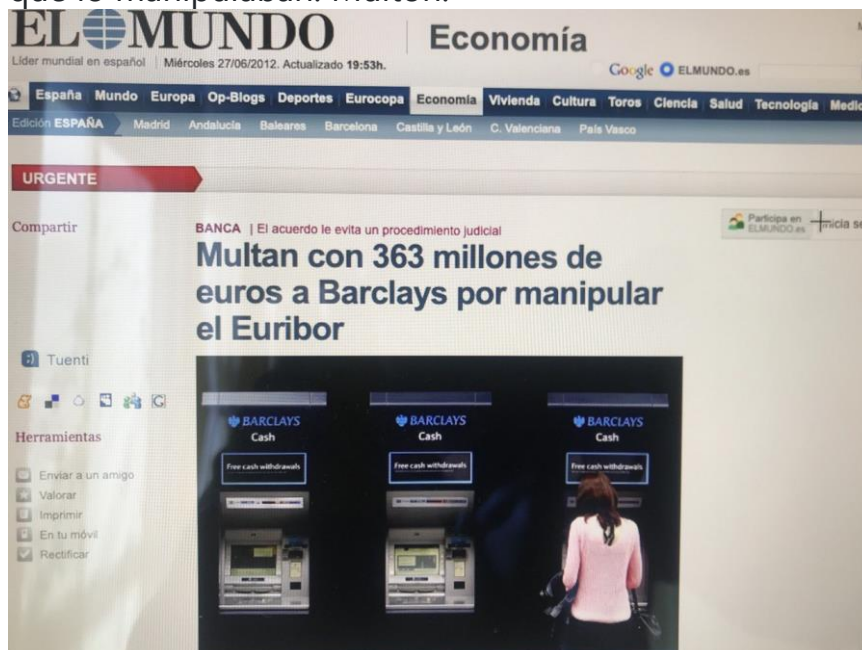 que lo manipulaban. Multon.
EL MUNDO
Economía
Líder mundial en español | Miércoles 27/06/2012. Actualizado 19:53h.
Google ELMUNDO.es
España Mundo Europa Op-Blogs Deportes Eurocopa Economía Vivienda Cultura Toros Ciencia Salud Tecnología
Edición ESPAÑA Madrid Andalucía Baleares Barcelona Castilla y León C. Valenciana País Vasco
URGENTE
Compartir
BANCA | El acuerdo le evita un procedimiento judicial
Participa en
ELMUNDO.es
Multan con 363 millones de
euros a Barclays por manipular
el Euribor
Tuenti
Herramientas
Enviar a un amigo
Valorar
Imprimir
En tu móvil
Rectificar
BARCLAYS
Cash
Free cash withdrawals
BARCLAYS
Cash
Free cash withdrawals
BARCLAYS
Cash
Free cash withdrawals